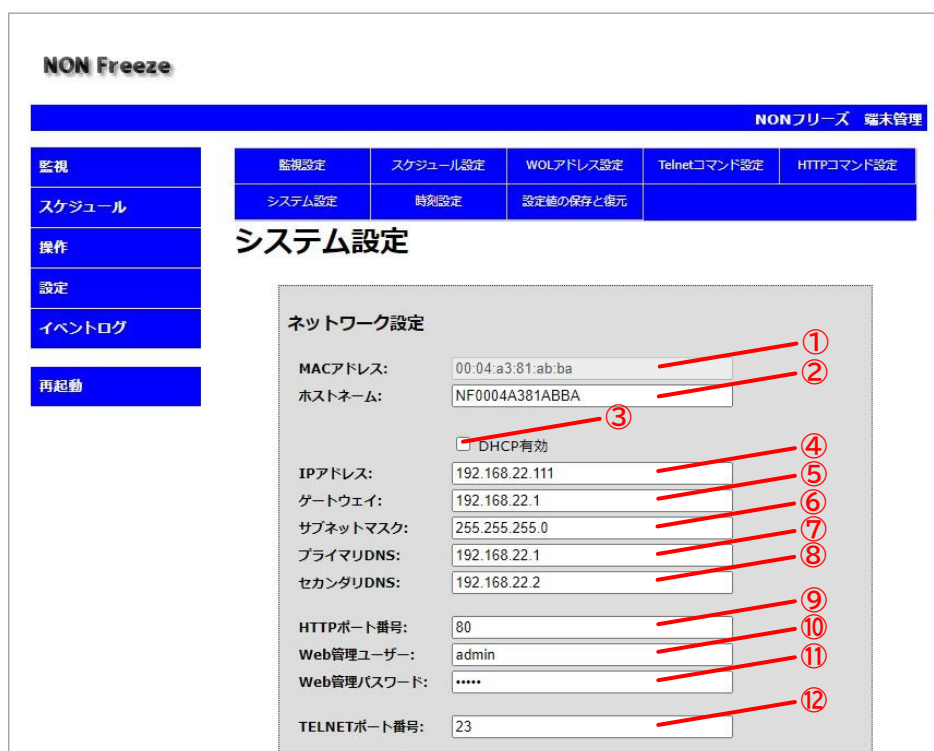 NON Freeze
NONフリーズ 端末管理
監視
スケジュール
操作
設定
イベントログ
再起動
監視設定 スケジュール設定 WOLアドレス設定 Telnetコマンド設定 HTTPコマンド設定
システム設定 時刻設定 設定値の保存と復元
システム設定
ネットワーク設定
①
MACアドレス: 00:04:a3:81:ab:ba
②
ホストネーム: NF0004A381ABBA
③
DHCP有効
④
IPアドレス: 192.168.22.111
⑤
ゲートウェイ: 192.168.22.1
⑥
サブネットマスク: 255.255.255.0
⑦
プライマリDNS: 192.168.22.1
⑧
セカンダリDNS: 192.168.22.2
⑨
HTTPポート番号: 80
⑩
Web管理ユーザー: admin
⑪
Web管理パスワード: •••••
⑫
TELNETポート番号: 23